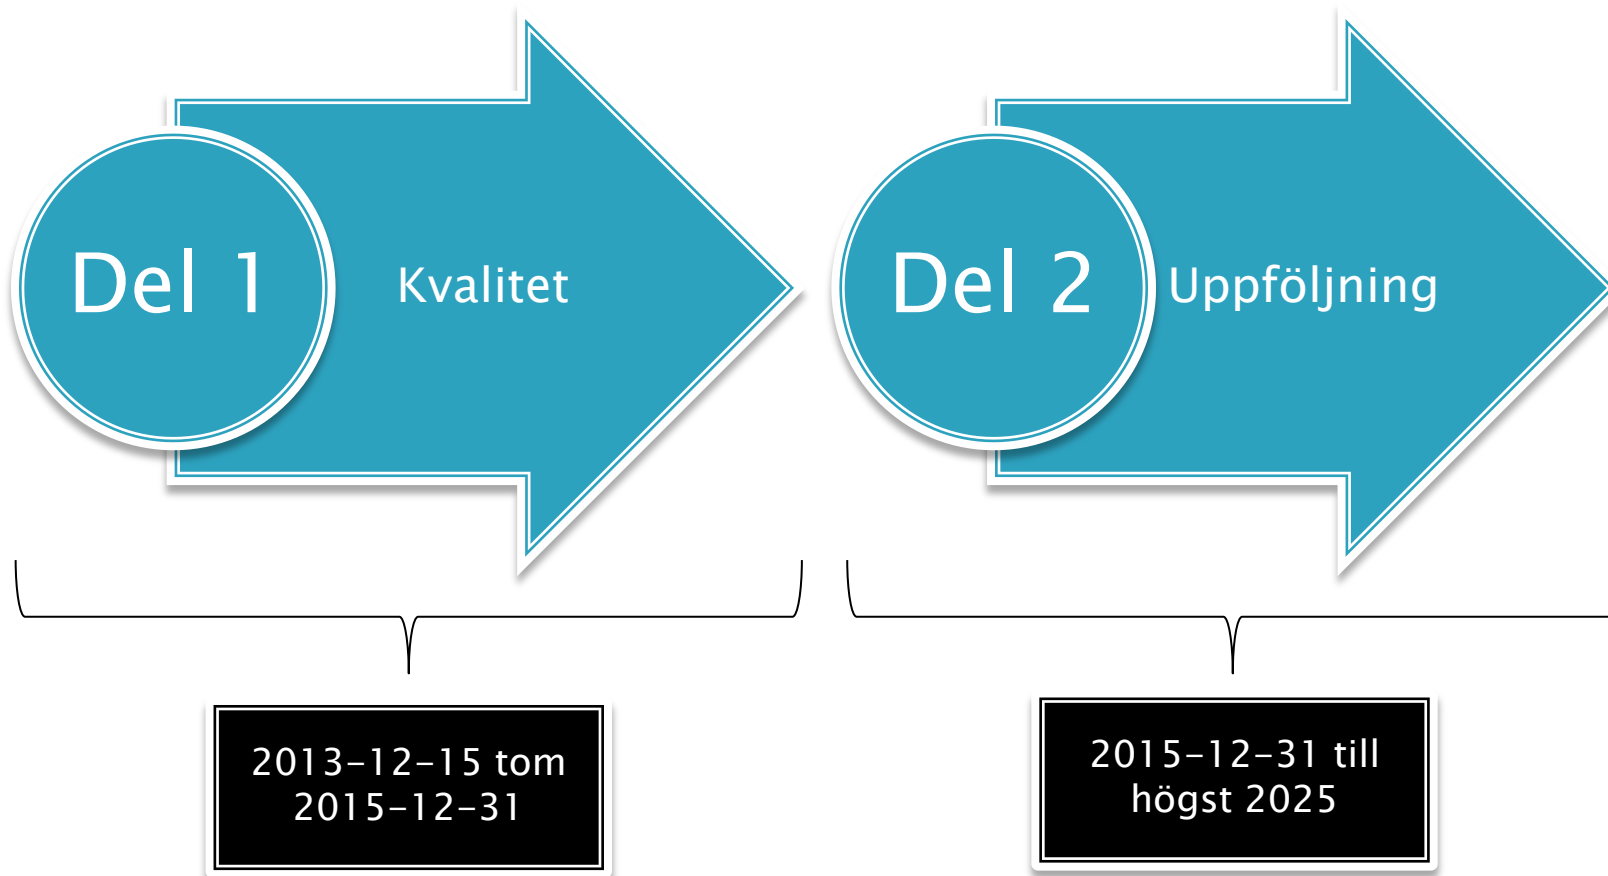 Del 1
Kvalitet
Del 2
Uppföljning
2013-12-15 tom
2015-12-31
2015-12-31 till
högst 2025